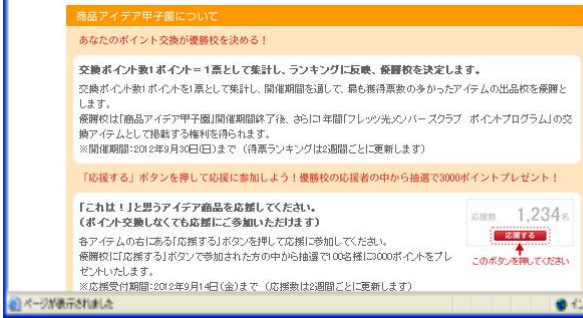 商品アイデア甲子園について
あなたのポイント交換が優勝校を決める！
交換ポイント数1ポイント＝1票として集計し、ランキングに反映、優勝校を決定します。
交換ポイント数1ポイントを1票として集計し、開催期間を通して、最も獲得票数の多かったアイテムの出品校を優勝と
します。
優勝校は「商品アイデア甲子園」開催期間終了後、さらに1年間「フレッツ光メンバーズクラブ ポイントプログラム」の交
換アイテムとして掲載する権利を得られます。
※開催期間：2012年9月30日(日)まで （得票ランキングは2週間ごとに更新します）
「応援する」ボタンを押して応援に参加しよう！優勝校の応援者の中から抽選で3000ポイントプレゼント！
「これは！」と思うアイデア商品を応援してください。
（ポイント交換しなくても応援にご参加いただけます）
応援数 1,234名
応援する
各アイテムの右にある「応援する」ボタンを押して応援に参加してください。
このボタンを押してください
優勝校に「応援する」ボタンで参加された方の中から抽選で100名様に3000ポイントをプレ
ゼントいたします。
※応援受付期間：2012年9月14日(金)まで （応援数は2週間ごとに更新します）
ページが表示されました